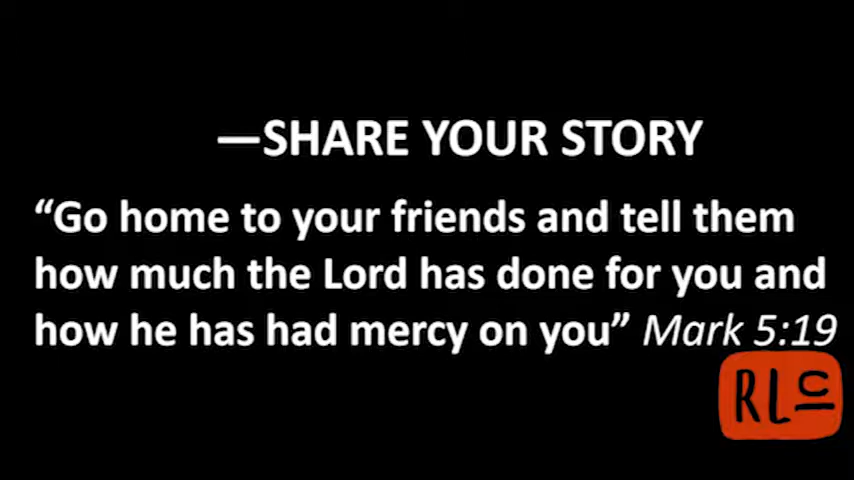 —SHARE YOUR STORY
“Go home to your friends and tell them
how much the Lord has done for you and
how he has had mercy on you” Mark 5:19
RLC